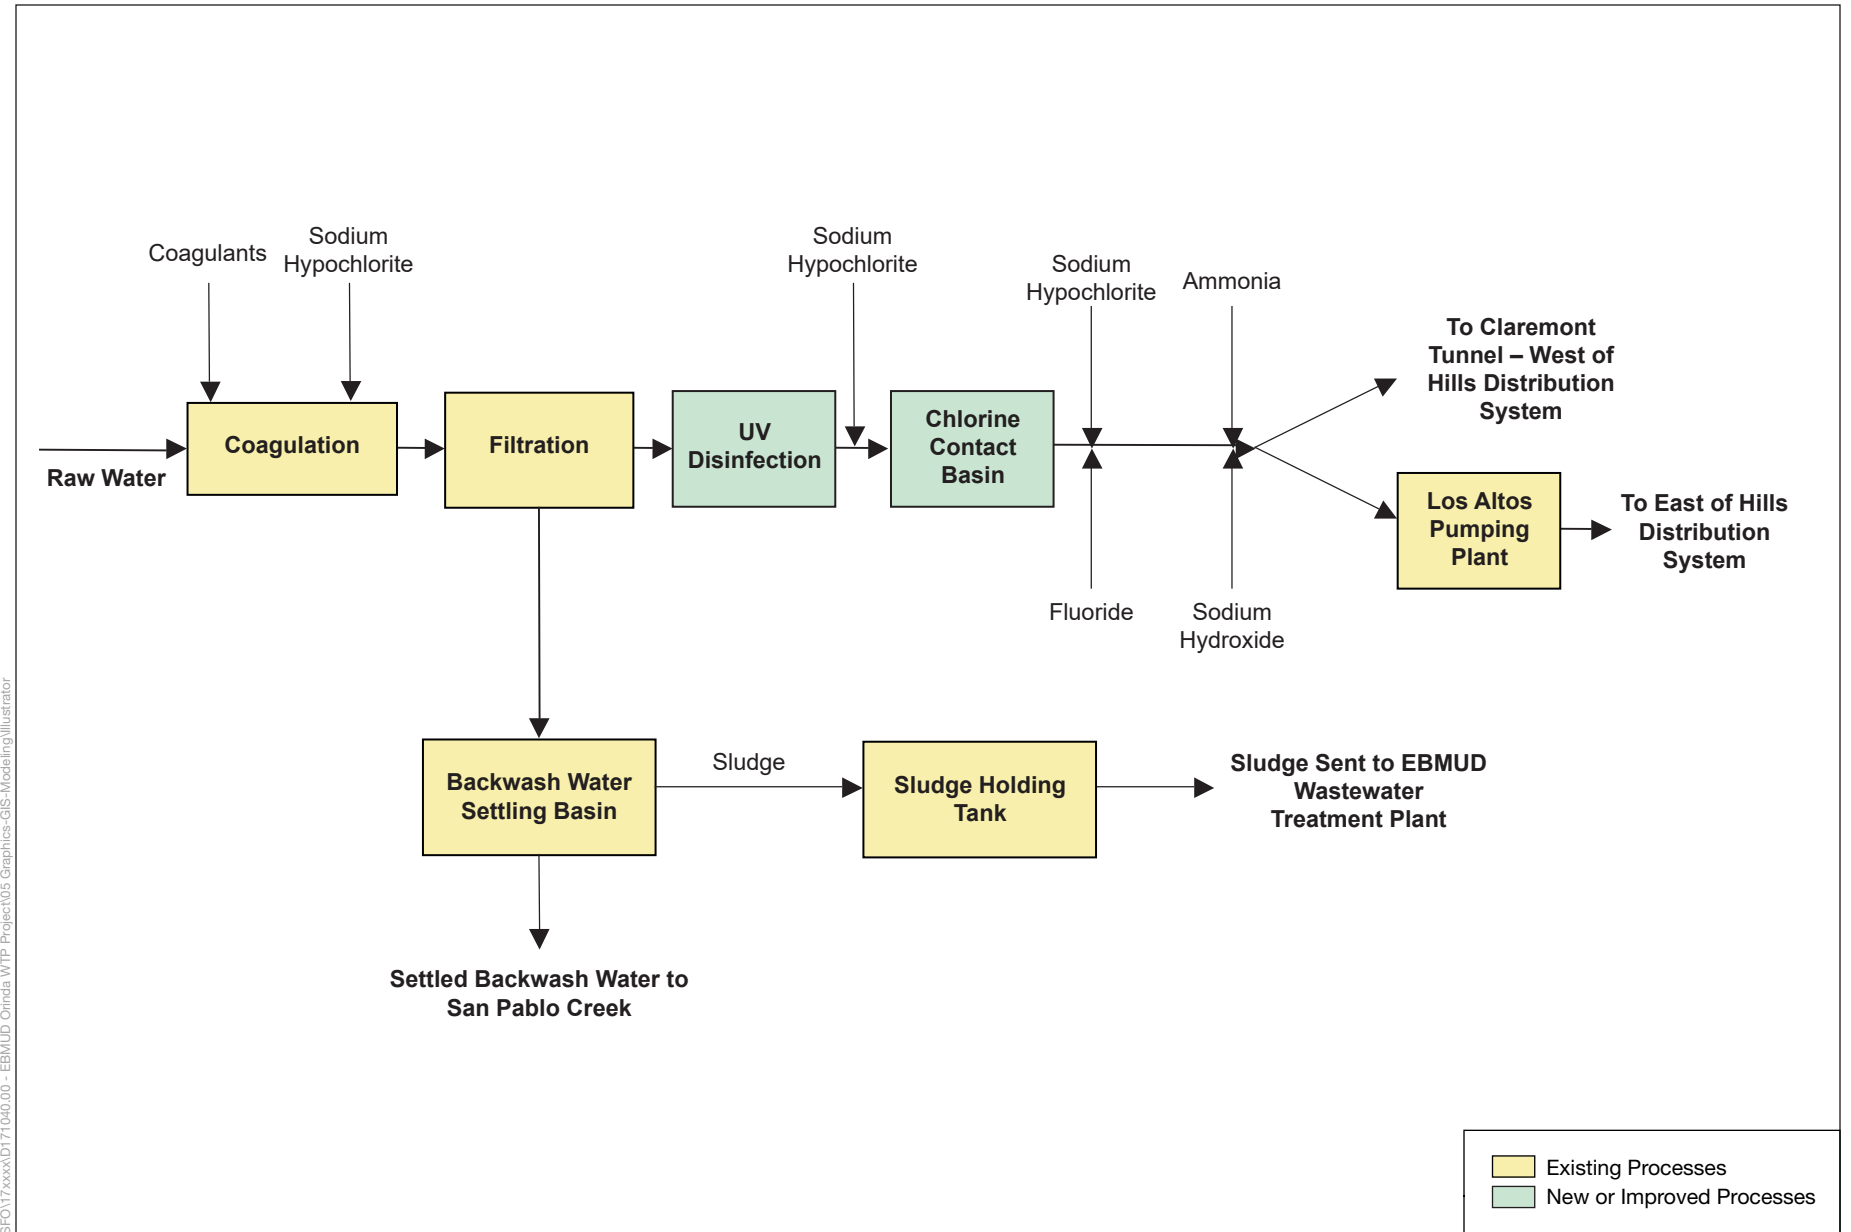 Coagulants
Sodium
Hypochlorite
Sodium
Hypochlorite
Sodium
Hypochlorite
Ammonia
To Claremont
Tunnel – West of
Hills Distribution
System
Raw Water
Coagulation
Filtration
UV
Disinfection
Chlorine
Contact
Basin
Los Altos
Pumping
Plant
To East of Hills
Distribution
System
Fluoride
Sodium
Hydroxide
Backwash Water
Settling Basin
Sludge
Sludge Holding
Tank
Sludge Sent to EBMUD
Wastewater
Treatment Plant
Settled Backwash Water to
San Pablo Creek
Existing Processes
New or Improved Processes
SFO\17xxxx\D171040.00 - EBMUD Orinda WTP Project\05 Graphics-GIS-Modeling\Illustrator